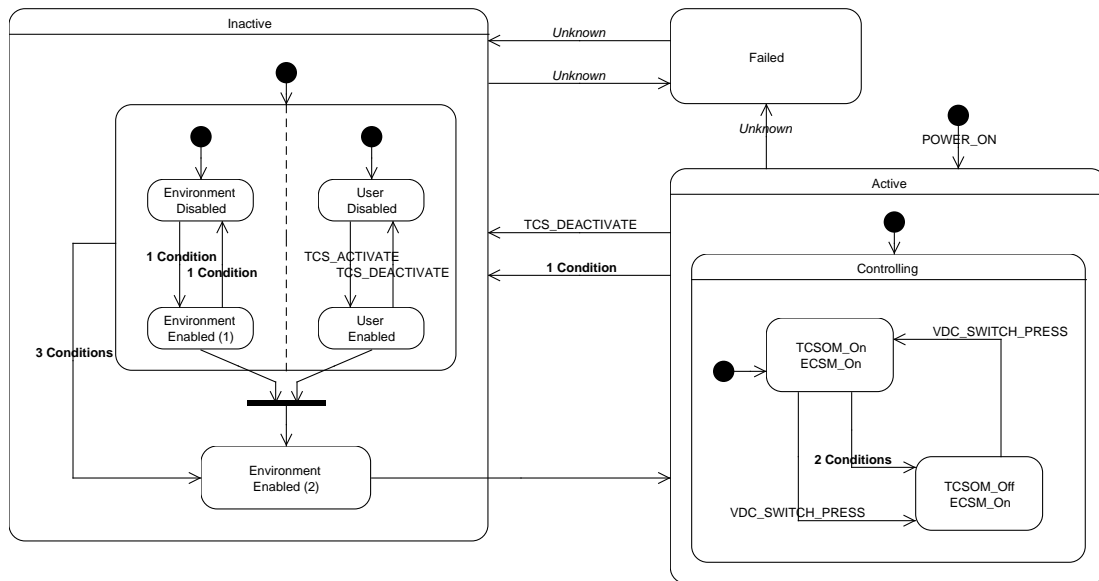 Inactive
Unknown
Failed
Unknown
Unknown
POWER_ON
Active
Environment
Disabled
User
Disabled
TCS_DEACTIVATE
1 Condition
1 Condition
TCS_ACTIVATE
TCS_DEACTIVATE
1 Condition
Controlling
Environment
Enabled (1)
User
Enabled
3 Conditions
VDC_SWITCH_PRESS
TCSOM_On
ECSM_On
2 Conditions
Environment
Enabled (2)
TCSOM_Off
ECSM_On
VDC_SWITCH_PRESS